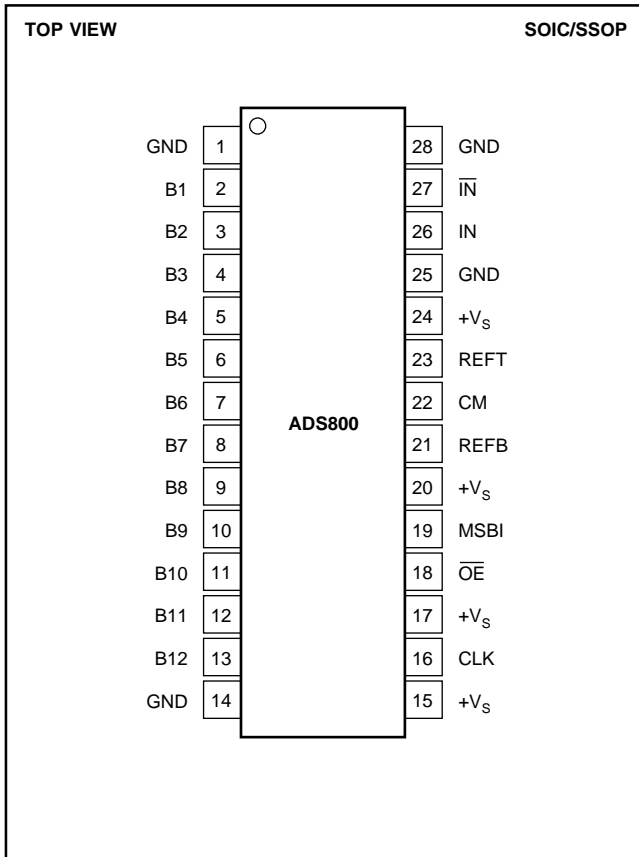 TOP VIEW SOIC/SSOP
GND 1 28 GND
B1 2 27 I̅N̅
B2 3 26 IN
B3 4 25 GND
B4 5 24 +VS
B5 6 23 REFT
B6 7 22 CM
ADS800
B7 8 21 REFB
B8 9 20 +VS
B9 10 19 MSBI
B10 11 18 O̅E̅
B11 12 17 +VS
B12 13 16 CLK
GND 14 15 +VS